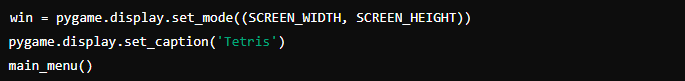 win = pygame.display.set_mode((SCREEN_WIDTH, SCREEN_HEIGHT))
pygame.display.set_caption('Tetris')
main_menu()